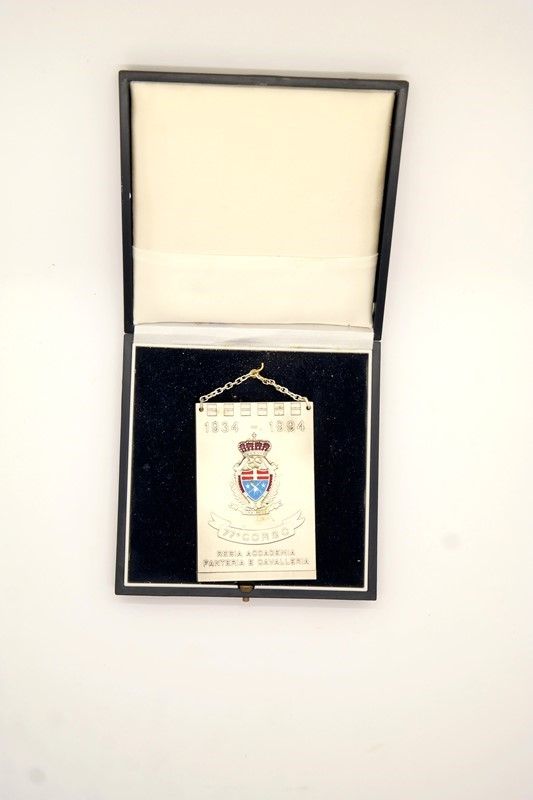 1934 - 1994
77° CORSO
REGIA ACCADEMIA
FANTERIA E CAVALLERIA